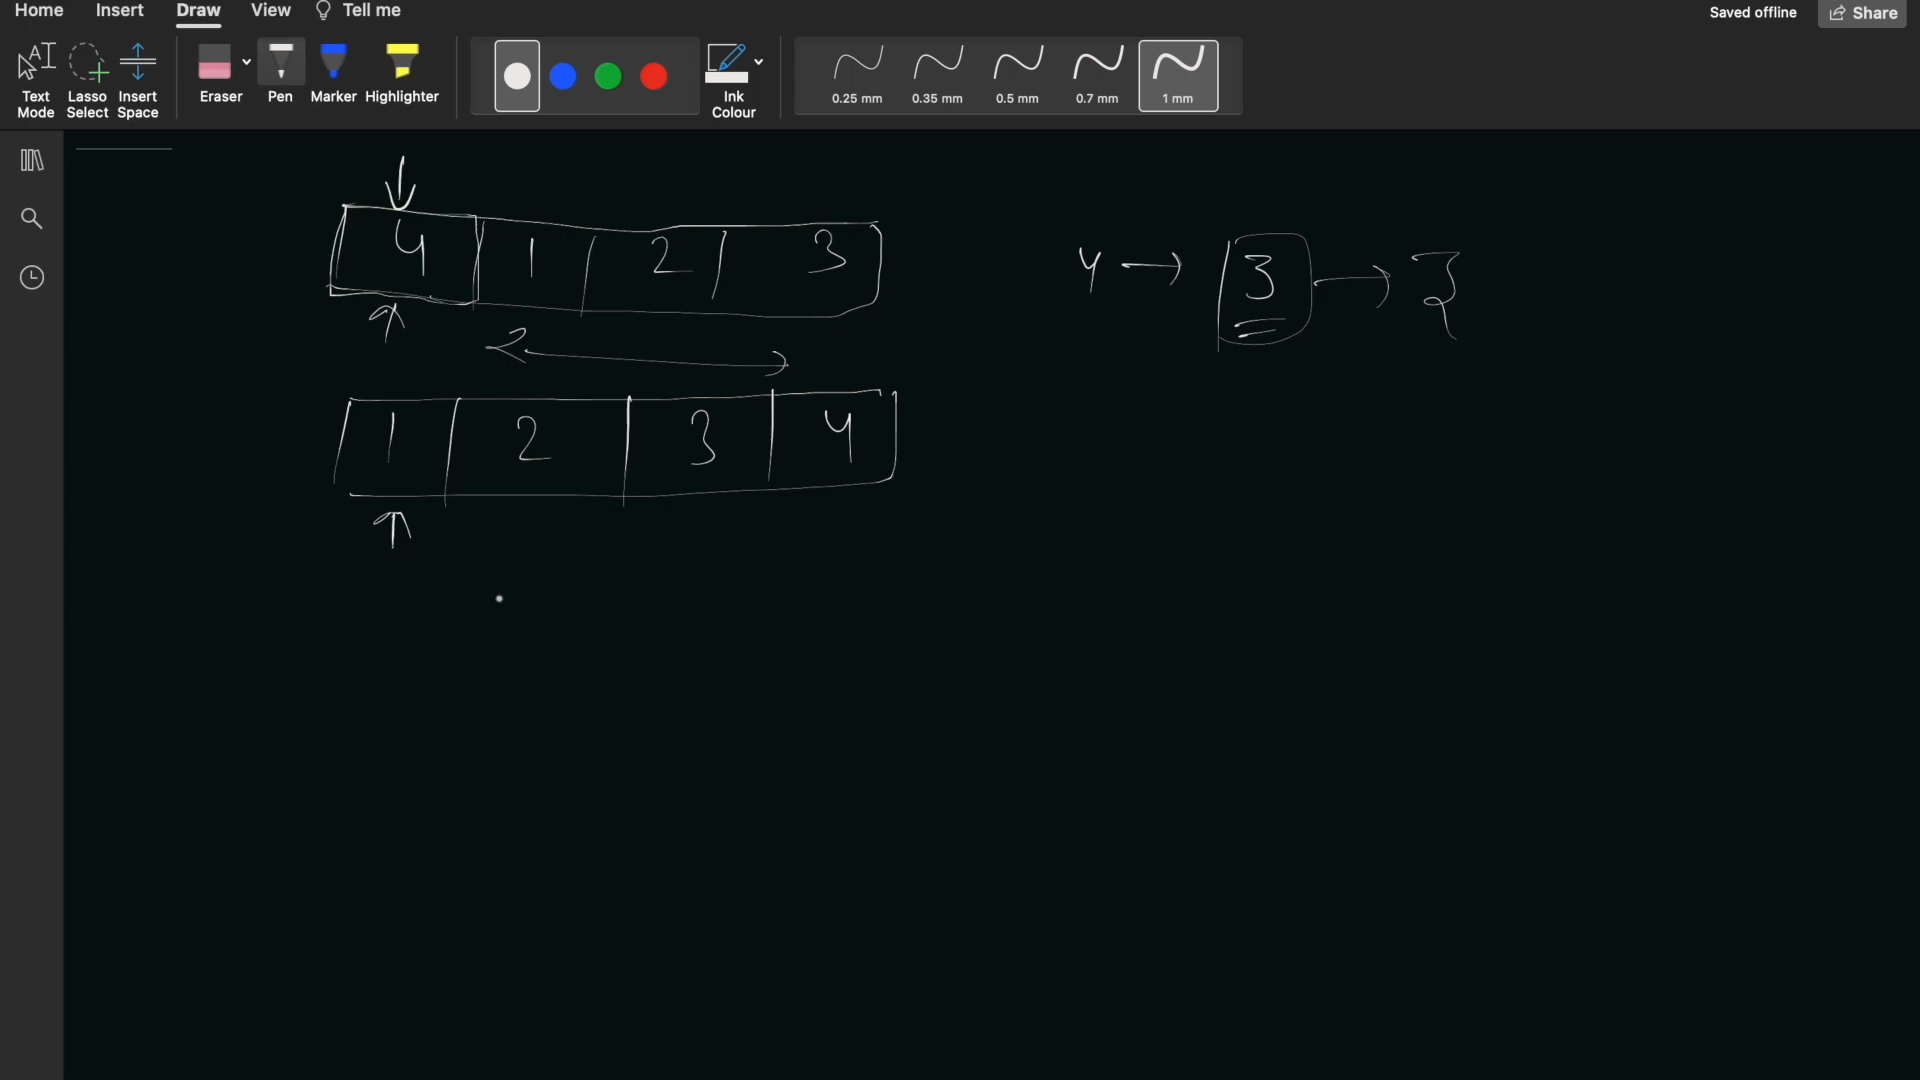 Home Insert Draw View Tell me Saved offline Share
Text Mode Lasso Select Insert Space Eraser Pen Marker Highlighter Ink Colour 0.25 mm 0.35 mm 0.5 mm 0.7 mm 1 mm
4 1 2 3
4 → 3 →
1 2 3 4